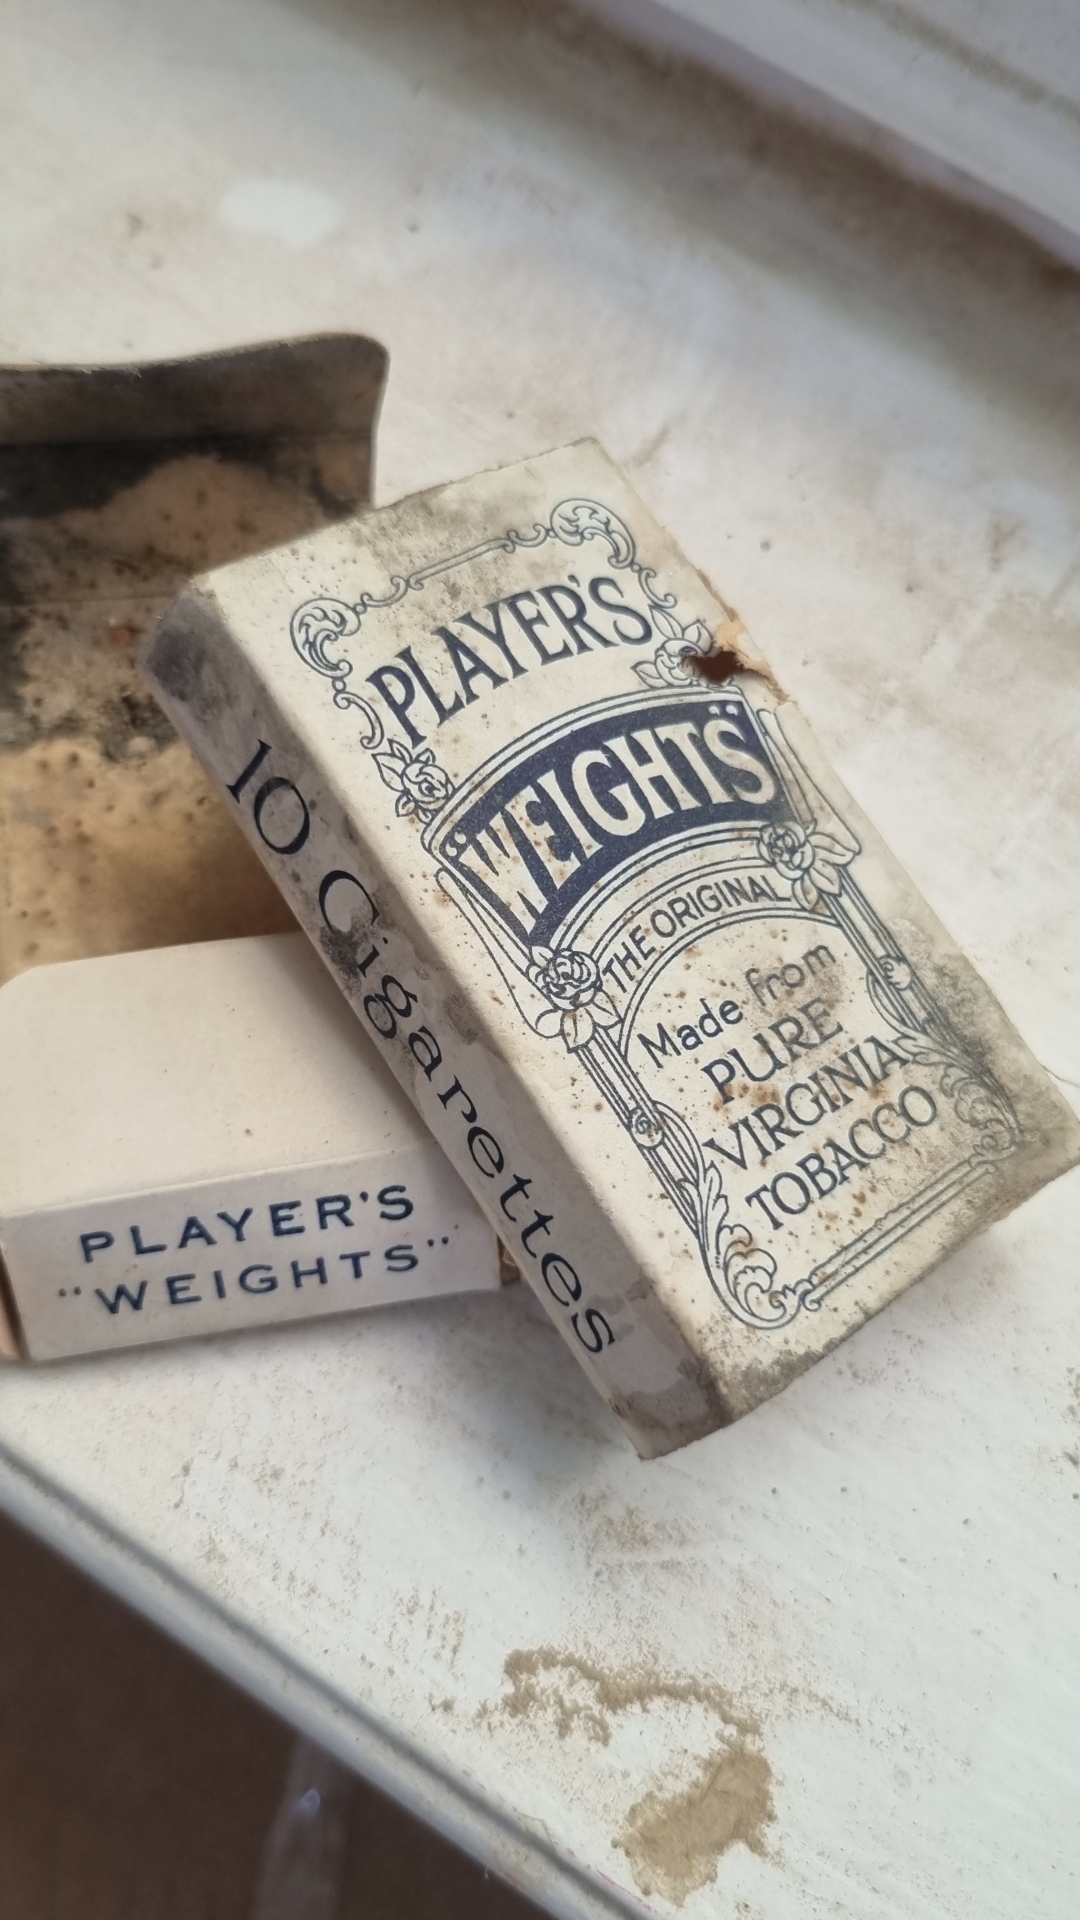 PLAYER'S
"WEIGHTS"
THE ORIGINAL
Made from
PURE
VIRGINIA
TOBACCO
10 Cigarettes
PLAYER'S
"WEIGHTS"